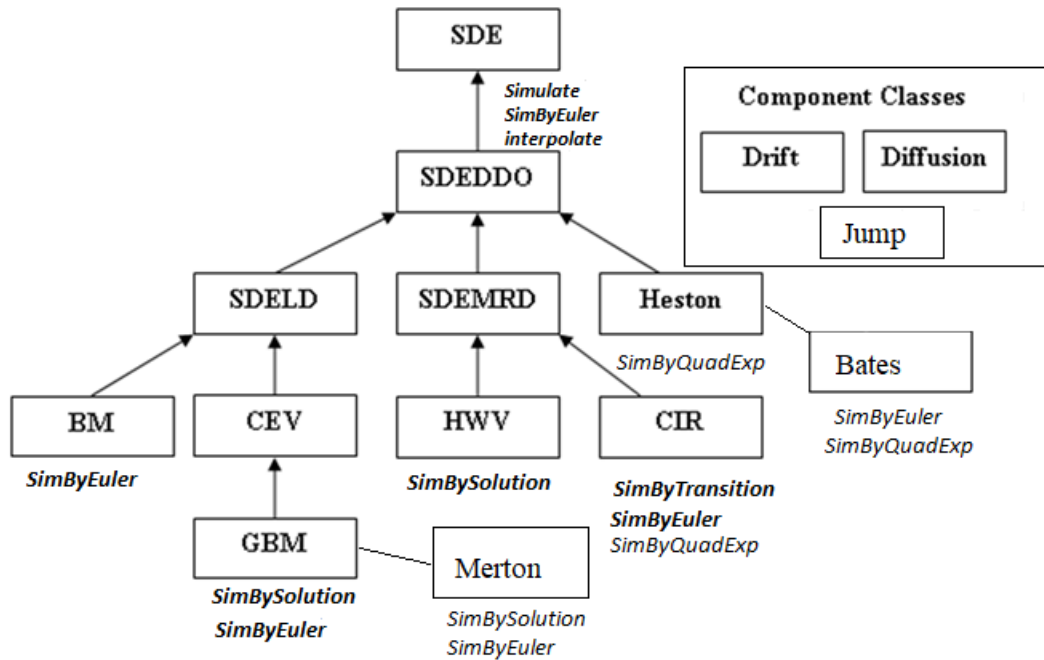 SDE
Simulate
SimByEuler
interpolate
Component Classes
Drift
Diffusion
Jump
SDEDDO
SDELD
SDEMRD
Heston
SimByQuadExp
Bates
SimByEuler
SimByQuadExp
BM
SimByEuler
CEV
HWV
SimBySolution
CIR
SimByTransition
SimByEuler
SimByQuadExp
GBM
SimBySolution
SimByEuler
Merton
SimBySolution
SimByEuler